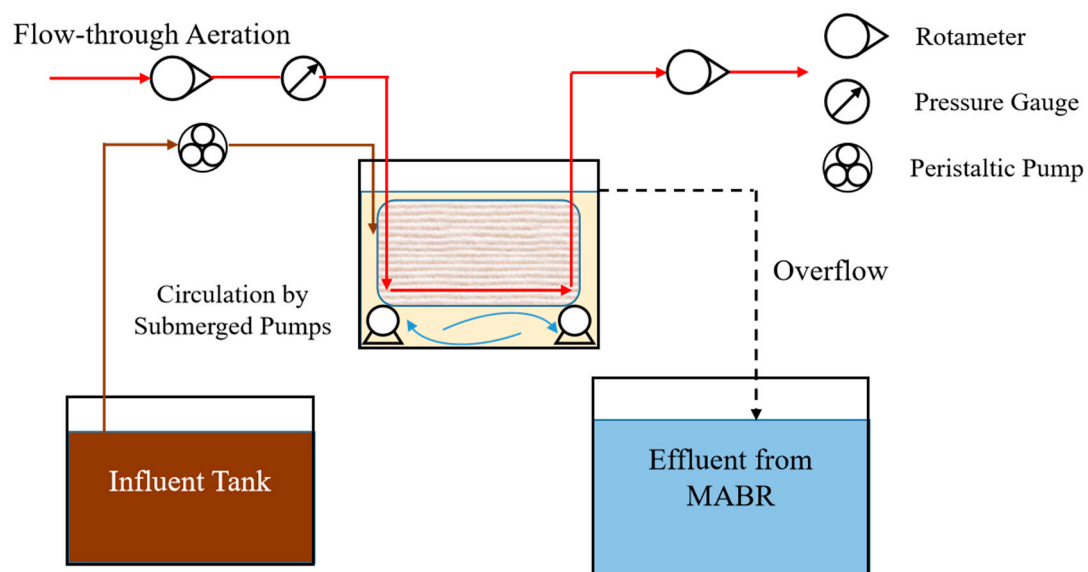 Flow-through Aeration
Rotameter
Pressure Gauge
Peristaltic Pump
Circulation by
Submerged Pumps
Overflow
Influent Tank
Effluent from
MABR